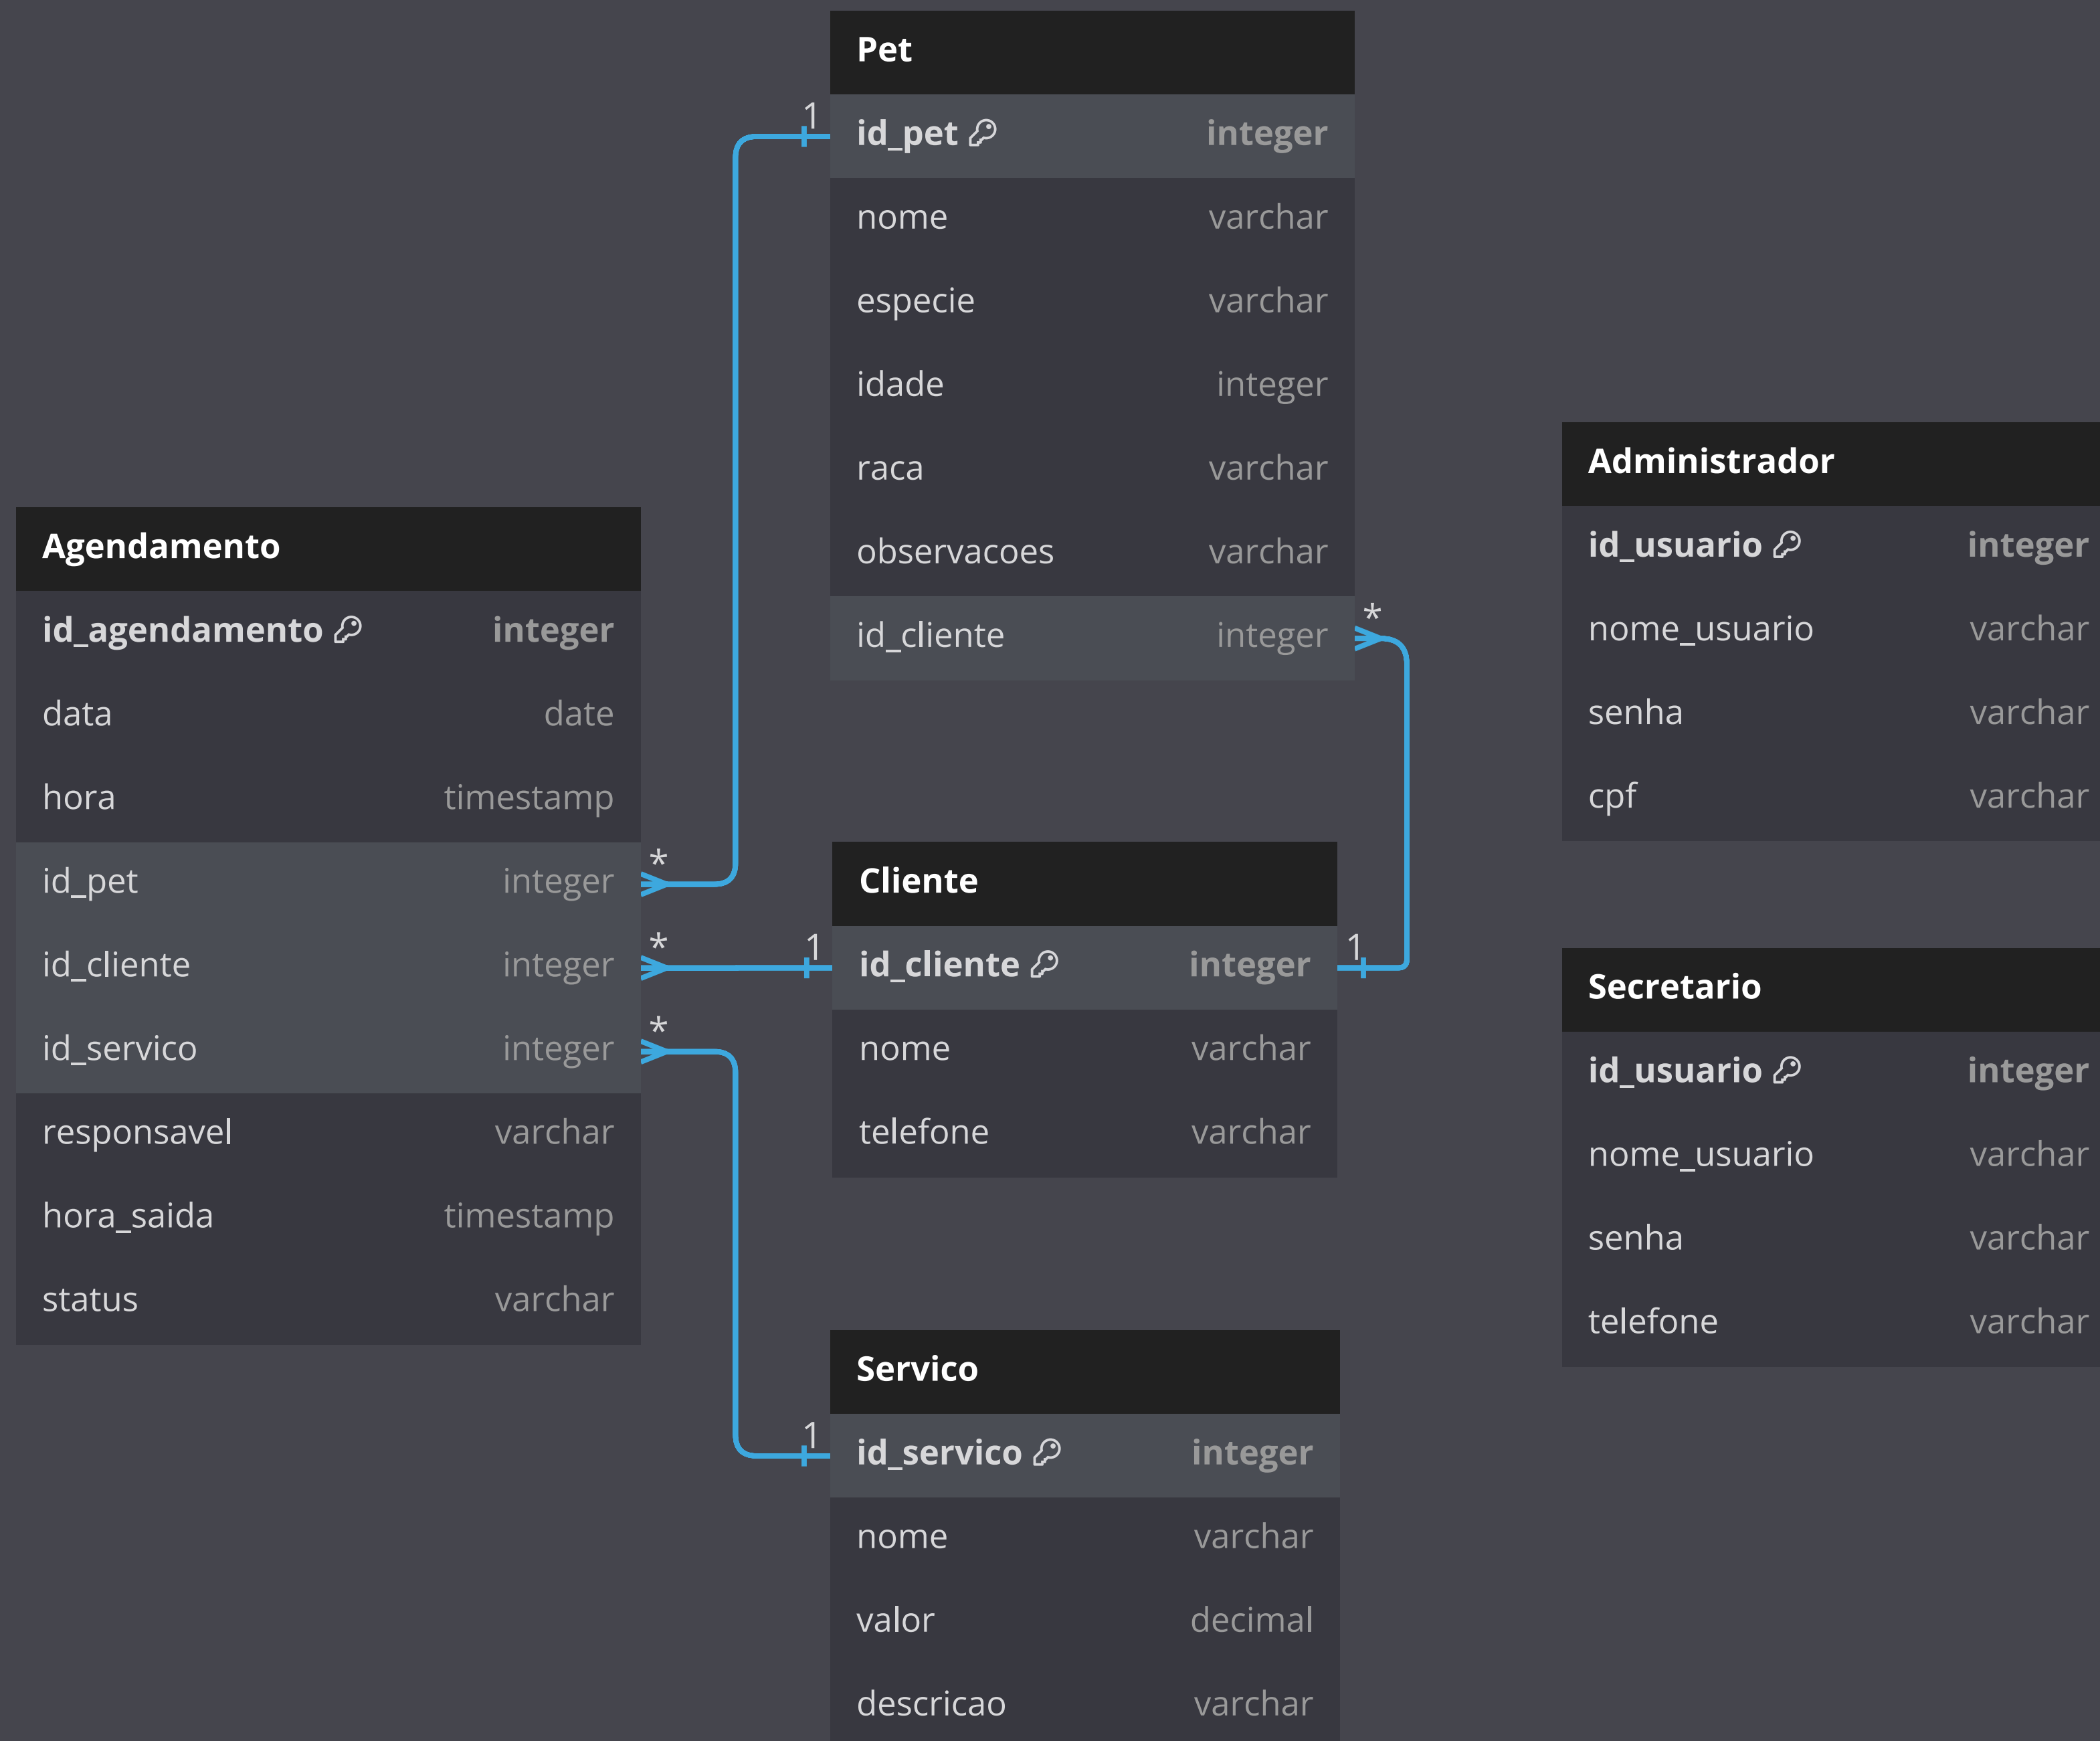 Pet
id_pet integer
nome varchar
especie varchar
idade integer
raca varchar
observacoes varchar
id_cliente integer
1
*
Agendamento
id_agendamento integer
data date
hora timestamp
id_pet integer
id_cliente integer
id_servico integer
responsavel varchar
hora_saida timestamp
status varchar
*
*
*
Cliente
id_cliente integer
nome varchar
telefone varchar
1
1
Servico
id_servico integer
nome varchar
valor decimal
descricao varchar
1
Administrador
id_usuario integer
nome_usuario varchar
senha varchar
cpf varchar
Secretario
id_usuario integer
nome_usuario varchar
senha varchar
telefone varchar